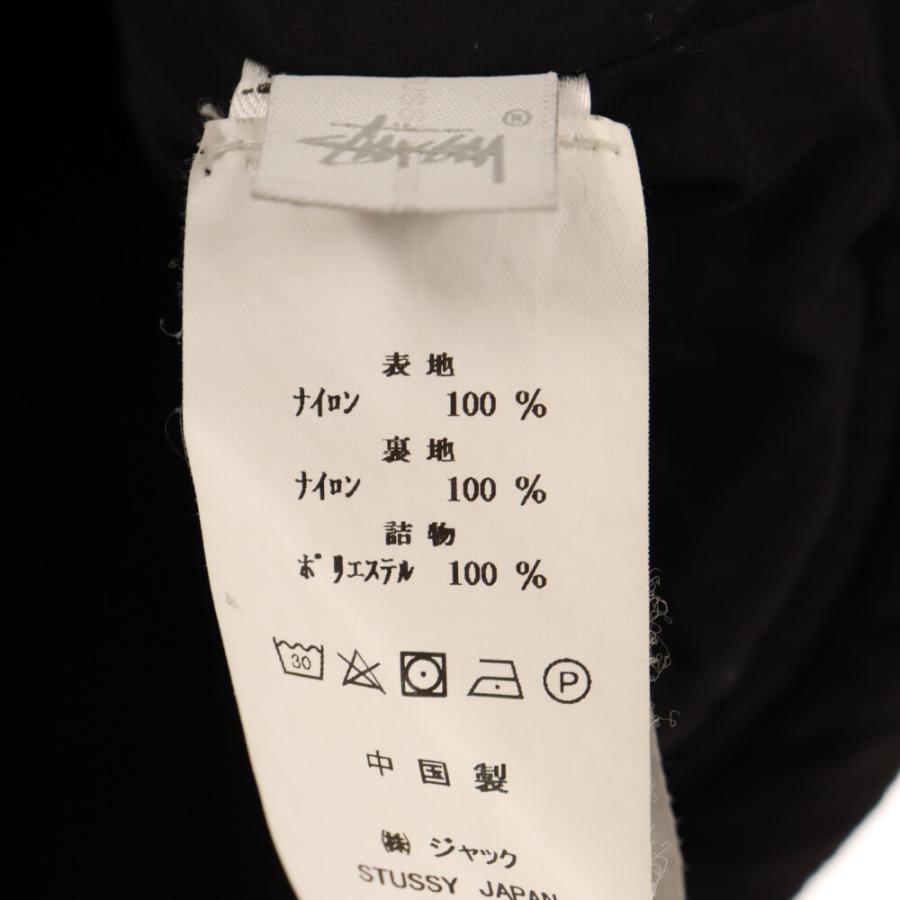 Stüssy ®
表地
ナイロン 100 %
裏地
ナイロン 100 %
詰物
ポリエステル 100 %
30 P
中国製
㈱ ジャック
STUSSY JAPAN